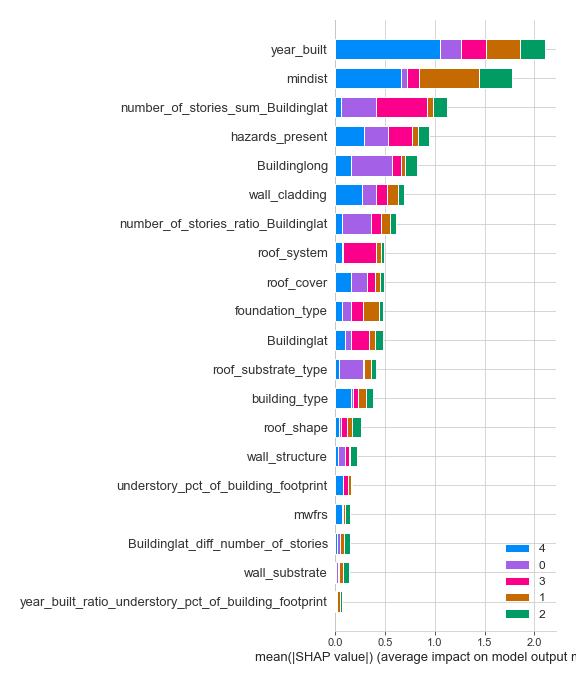 year_built
mindist
number_of_stories_sum_Buildinglat
hazards_present
Buildinglong
wall_cladding
number_of_stories_ratio_Buildinglat
roof_system
roof_cover
foundation_type
Buildinglat
roof_substrate_type
building_type
roof_shape
wall_structure
understory_pct_of_building_footprint
mwfrs
Buildinglat_diff_number_of_stories
wall_substrate
year_built_ratio_understory_pct_of_building_footprint
4
0
3
1
2
0.0 0.5 1.0 1.5 2.0
mean(|SHAP value|) (average impact on model output m